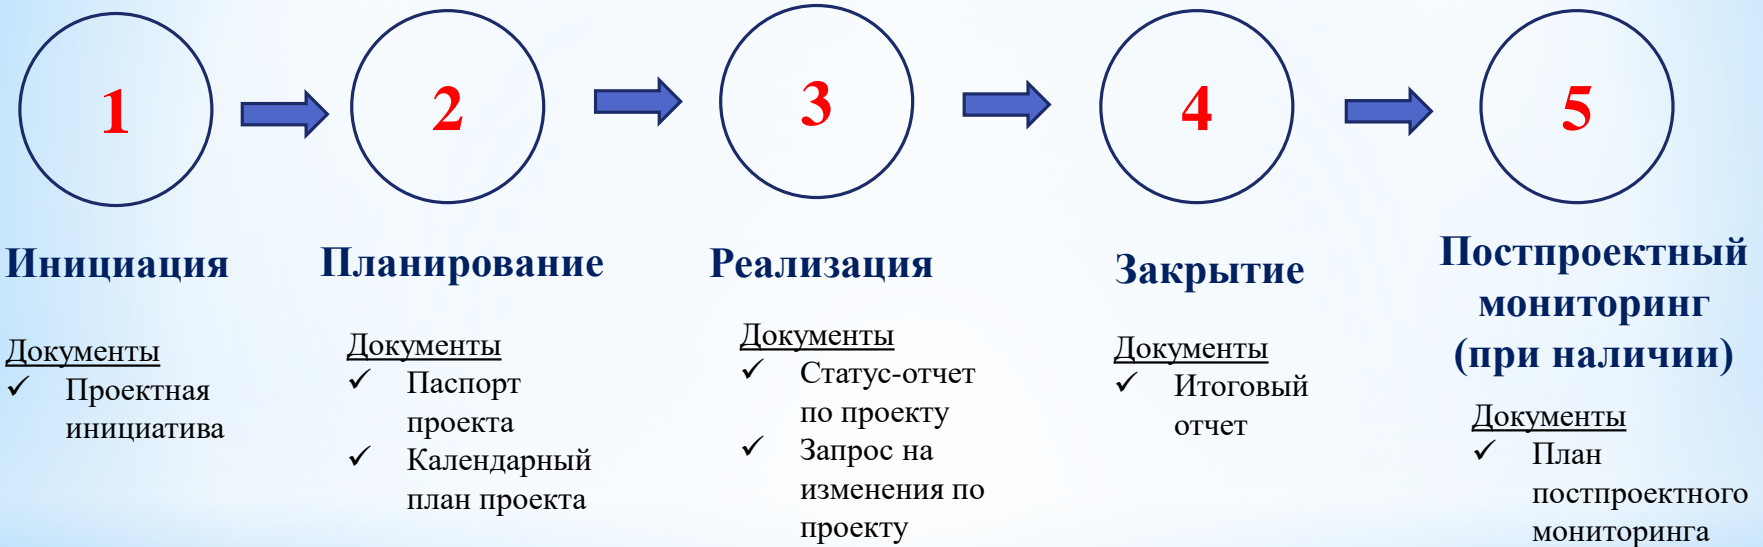 1
2
3
4
5
Инициация
Документы
✓ Проектная
инициатива
Планирование
Документы
✓ Паспорт
проекта
✓ Календарный
план проекта
Реализация
Документы
✓ Статус-отчет
по проекту
✓ Запрос на
изменения по
проекту
Закрытие
Документы
✓ Итоговый
отчет
Постпроектный
мониторинг
(при наличии)
Документы
✓ План
постпроектного
мониторинга